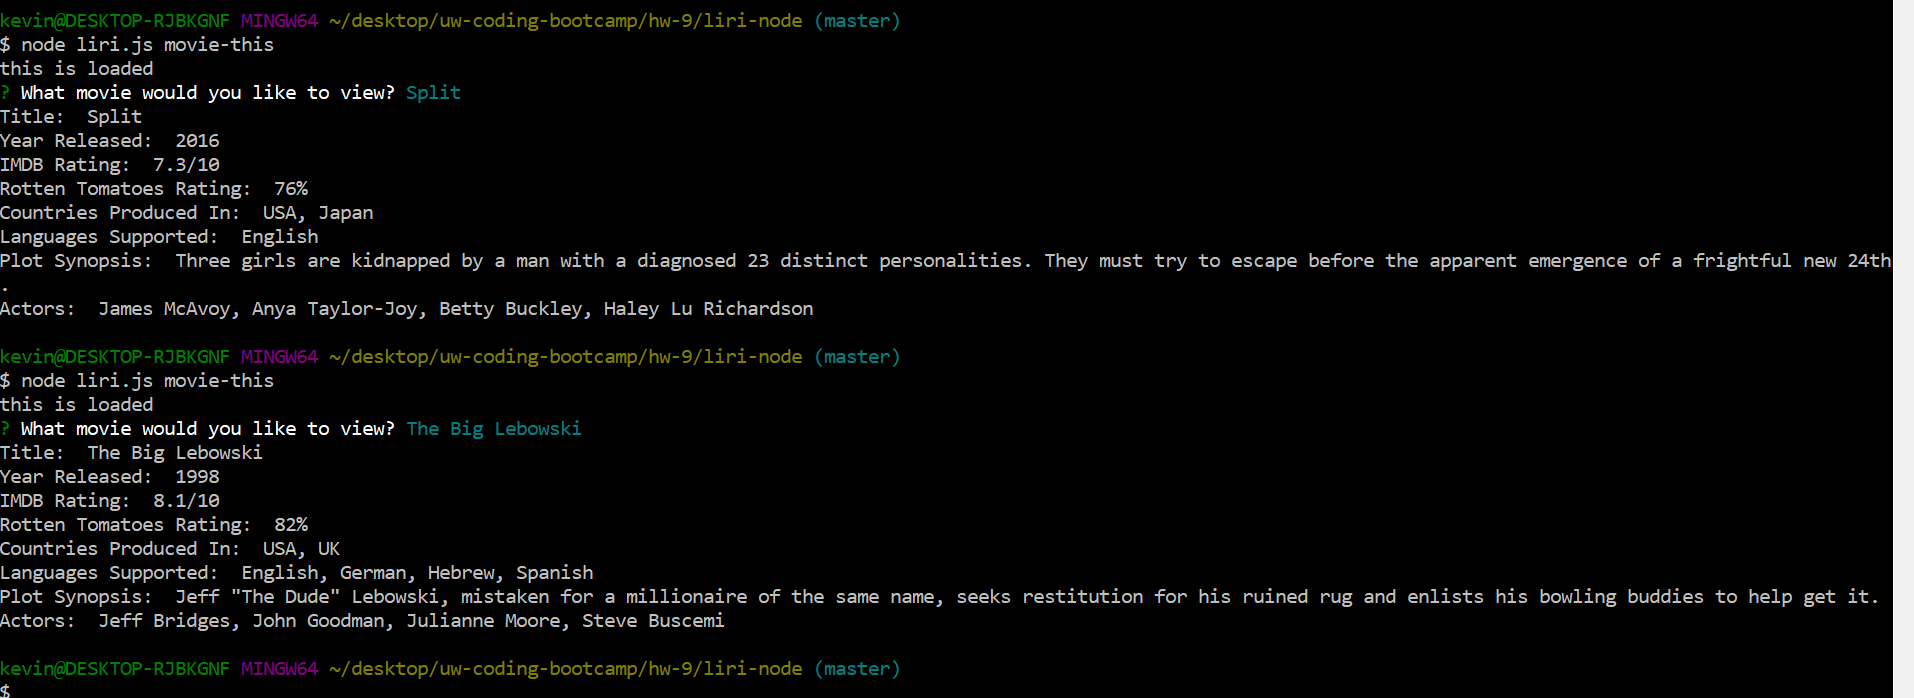 kevin@DESKTOP-RJBKGNF MINGW64 ~/desktop/uw-coding-bootcamp/hw-9/liri-node (master)
$ node liri.js movie-this
this is loaded
? What movie would you like to view? Split
Title:  Split
Year Released:  2016
IMDB Rating:  7.3/10
Rotten Tomatoes Rating:  76%
Countries Produced In:  USA, Japan
Languages Supported:  English
Plot Synopsis:  Three girls are kidnapped by a man with a diagnosed 23 distinct personalities. They must try to escape before the apparent emergence of a frightful new 24th
.
Actors:  James McAvoy, Anya Taylor-Joy, Betty Buckley, Haley Lu Richardson
kevin@DESKTOP-RJBKGNF MINGW64 ~/desktop/uw-coding-bootcamp/hw-9/liri-node (master)
$ node liri.js movie-this
this is loaded
? What movie would you like to view? The Big Lebowski
Title:  The Big Lebowski
Year Released:  1998
IMDB Rating:  8.1/10
Rotten Tomatoes Rating:  82%
Countries Produced In:  USA, UK
Languages Supported:  English, German, Hebrew, Spanish
Plot Synopsis:  Jeff "The Dude" Lebowski, mistaken for a millionaire of the same name, seeks restitution for his ruined rug and enlists his bowling buddies to help get it.
Actors:  Jeff Bridges, John Goodman, Julianne Moore, Steve Buscemi
kevin@DESKTOP-RJBKGNF MINGW64 ~/desktop/uw-coding-bootcamp/hw-9/liri-node (master)
$